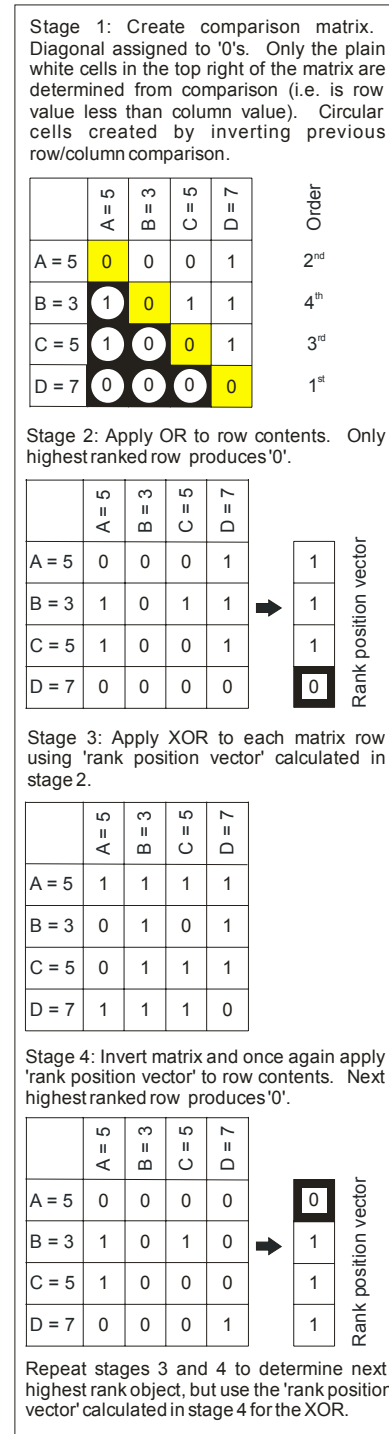 Stage 1: Create comparison matrix.
Diagonal assigned to '0's. Only the plain
white cells in the top right of the matrix are
determined from comparison (i.e. is row
value less than column value). Circular
cells created by inverting previous
row/column comparison.
A = 5 B = 3 C = 5 D = 7 Order
A = 5 0 0 0 1 2nd
B = 3 1 0 1 1 4th
C = 5 1 0 0 1 3rd
D = 7 0 0 0 0 1st
Stage 2: Apply OR to row contents. Only
highest ranked row produces '0'.
A = 5 B = 3 C = 5 D = 7
A = 5 0 0 0 1 1
B = 3 1 0 1 1 1
C = 5 1 0 0 1 1
D = 7 0 0 0 0 0
Rank position vector
Stage 3: Apply XOR to each matrix row
using 'rank position vector' calculated in
stage 2.
A = 5 B = 3 C = 5 D = 7
A = 5 1 1 1 1
B = 3 0 1 0 1
C = 5 0 1 1 1
D = 7 1 1 1 0
Stage 4: Invert matrix and once again apply
'rank position vector' to row contents. Next
highest ranked row produces '0'.
A = 5 B = 3 C = 5 D = 7
A = 5 0 0 0 0 0
B = 3 1 0 1 0 1
C = 5 1 0 0 0 1
D = 7 0 0 0 1 1
Rank position vector
Repeat stages 3 and 4 to determine next
highest rank object, but use the 'rank position
vector' calculated in stage 4 for the XOR.